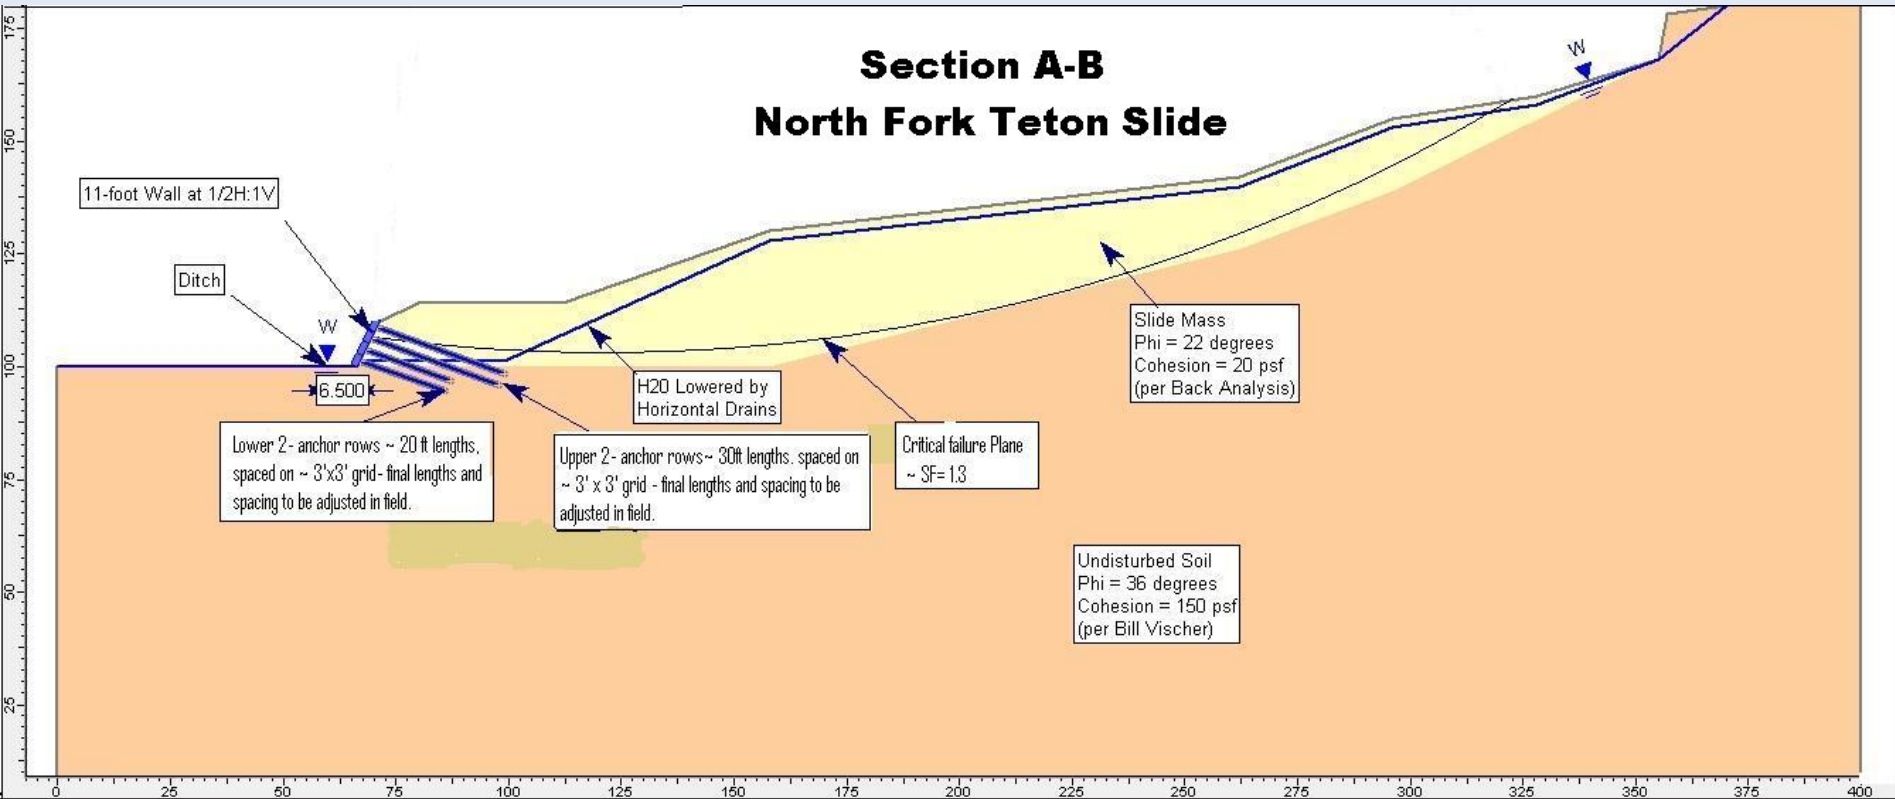 Section A-B
North Fork Teton Slide
W
11-foot Wall at 1/2H:1V
Ditch
W
6.500
H20 Lowered by
Horizontal Drains
Slide Mass
Phi = 22 degrees
Cohesion = 20 psf
(per Back Analysis)
Lower 2- anchor rows ~ 20 ft lengths,
spaced on ~ 3'x3' grid- final lengths and
spacing to be adjusted in field.
Upper 2- anchor rows~ 30ft lengths. spaced on
~ 3' x 3' grid - final lengths and spacing to be
adjusted in field.
Critical failure Plane
~ SF= 1.3
Undisturbed Soil
Phi = 36 degrees
Cohesion = 150 psf
(per Bill Vischer)
175
150
125
100
75
50
25
0 25 50 75 100 125 150 175 200 225 250 275 300 325 350 375 400